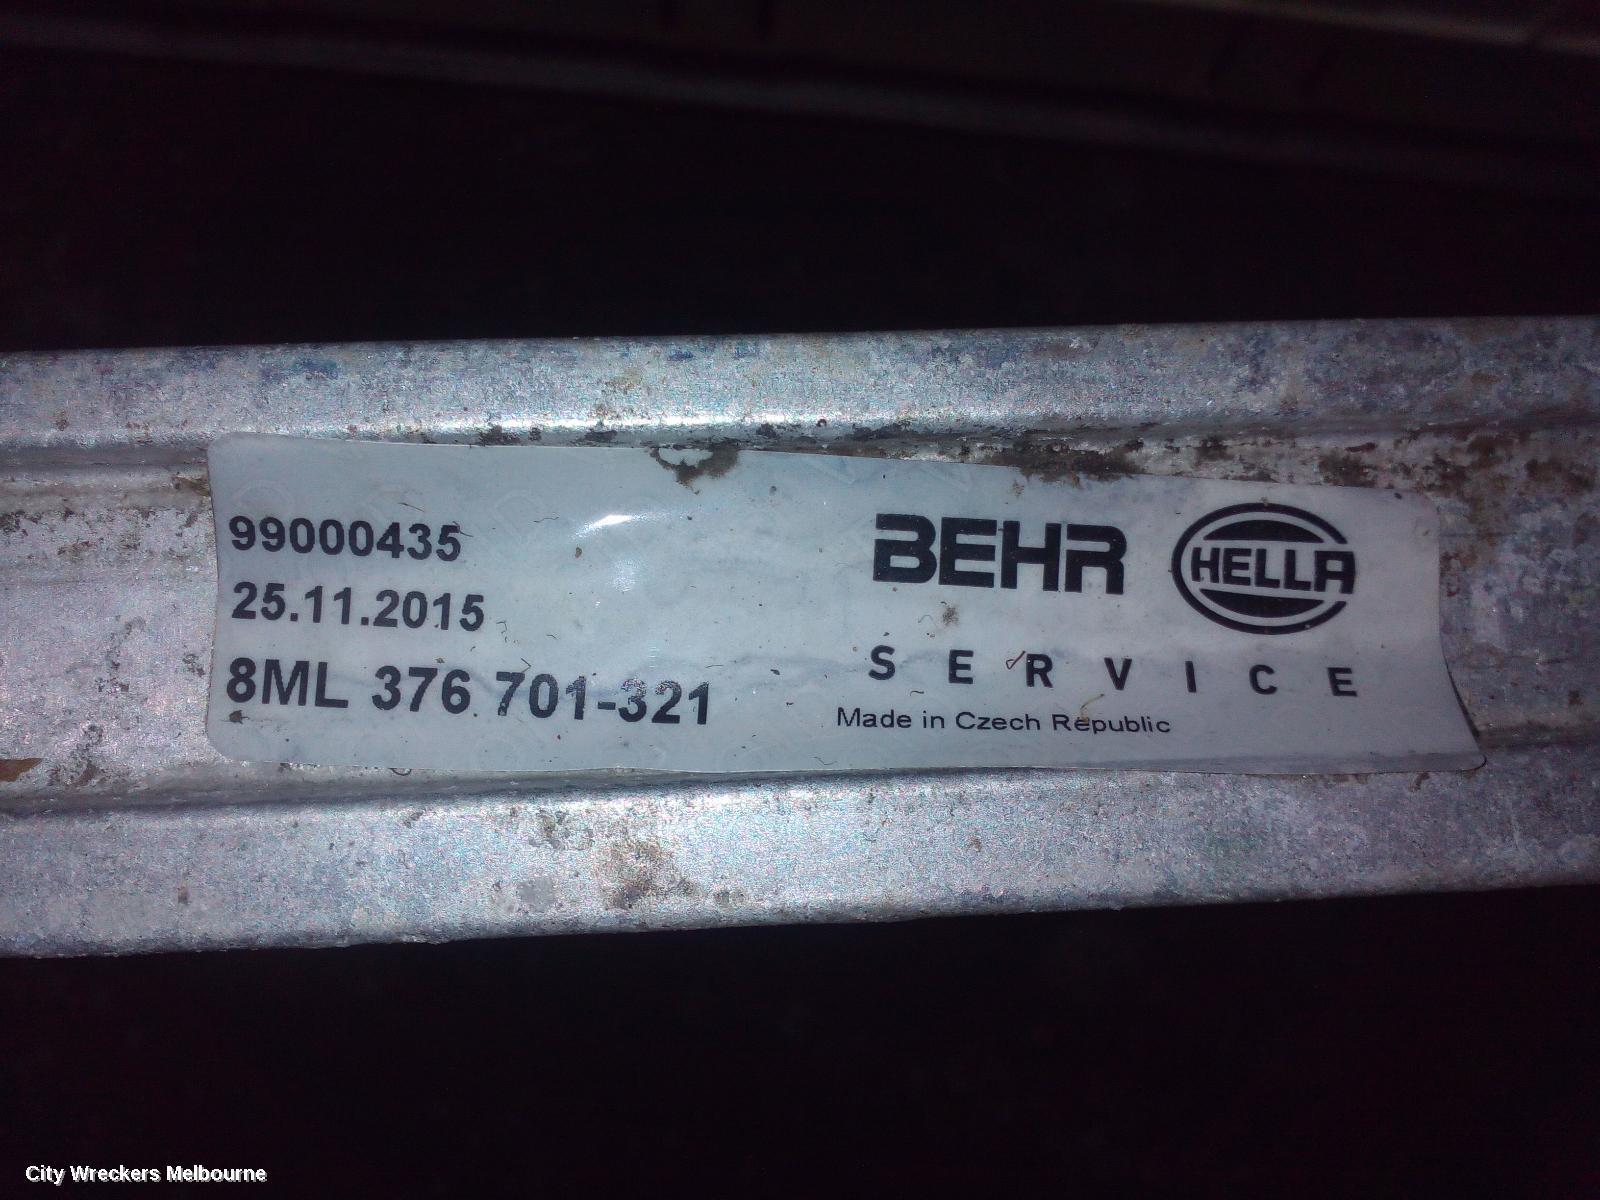 99000435
25.11.2015
8ML 376 701-321
BEHR HELLA
SERVICE
Made in Czech Republic
City Wreckers Melbourne